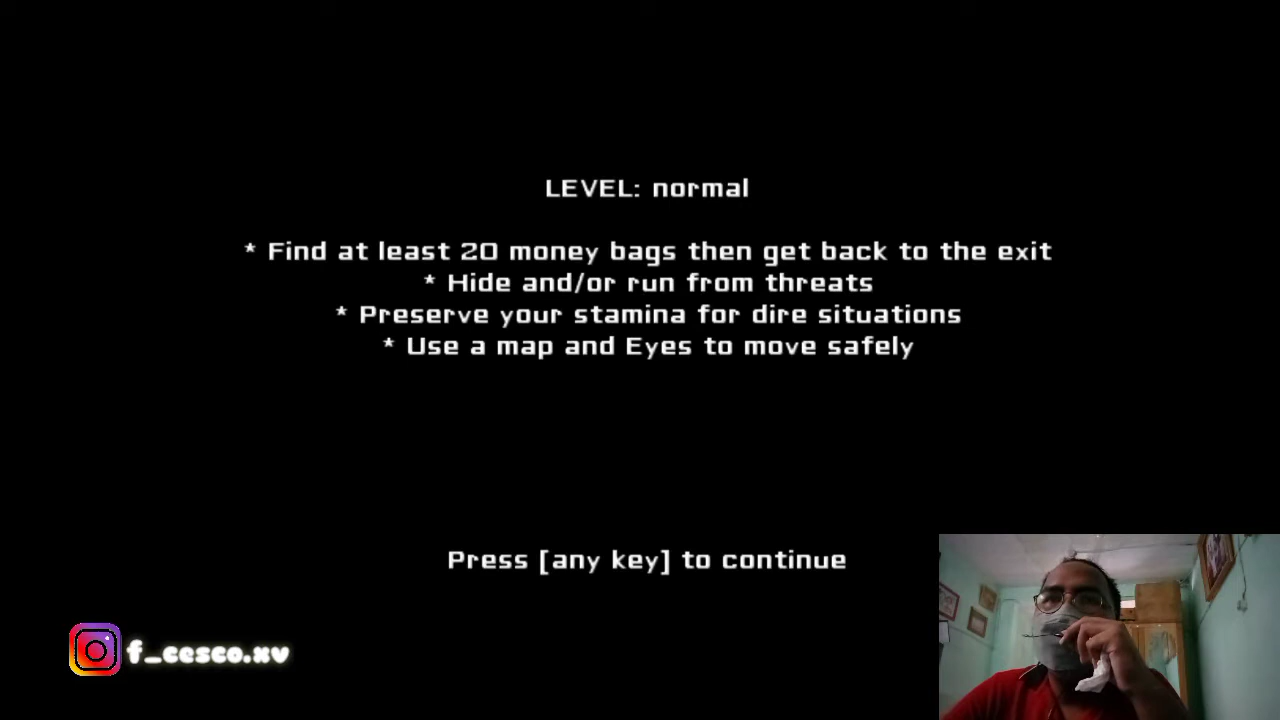 LEVEL: normal
* Find at least 20 money bags then get back to the exit
* Hide and/or run from threats
* Preserve your stamina for dire situations
* Use a map and Eyes to move safely
Press [any key] to continue
f_cesco.xv